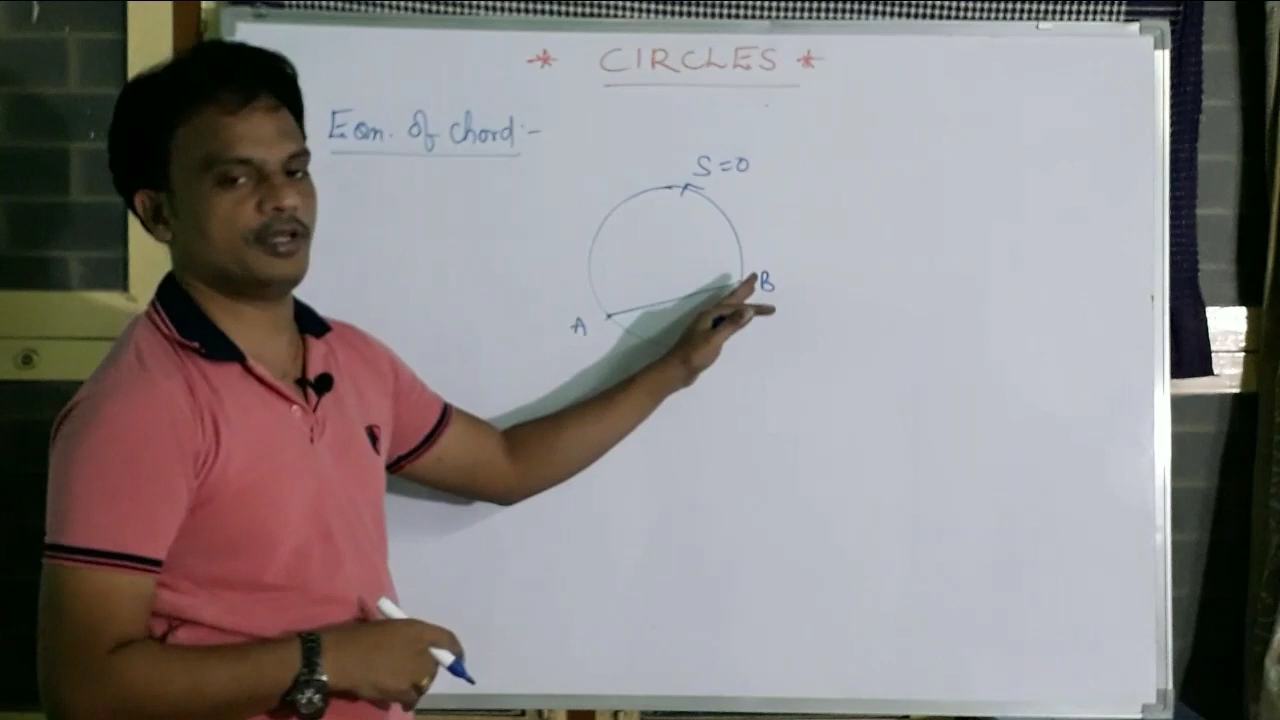 * CIRCLES *
Eqn. of chord:-
S=0
B
A